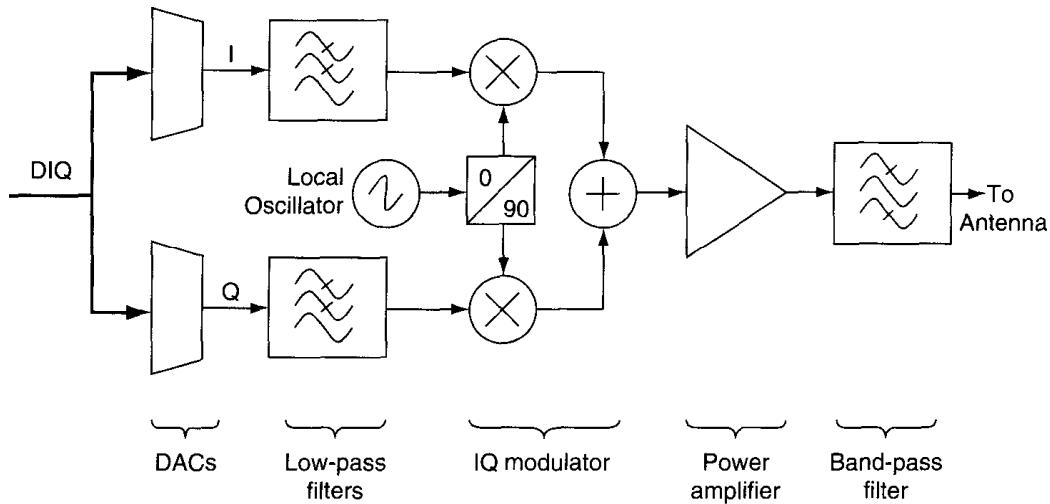 I
DIQ
Local
Oscillator
0
90
To
Antenna
Q
DACs
Low-pass
filters
IQ modulator
Power
amplifier
Band-pass
filter